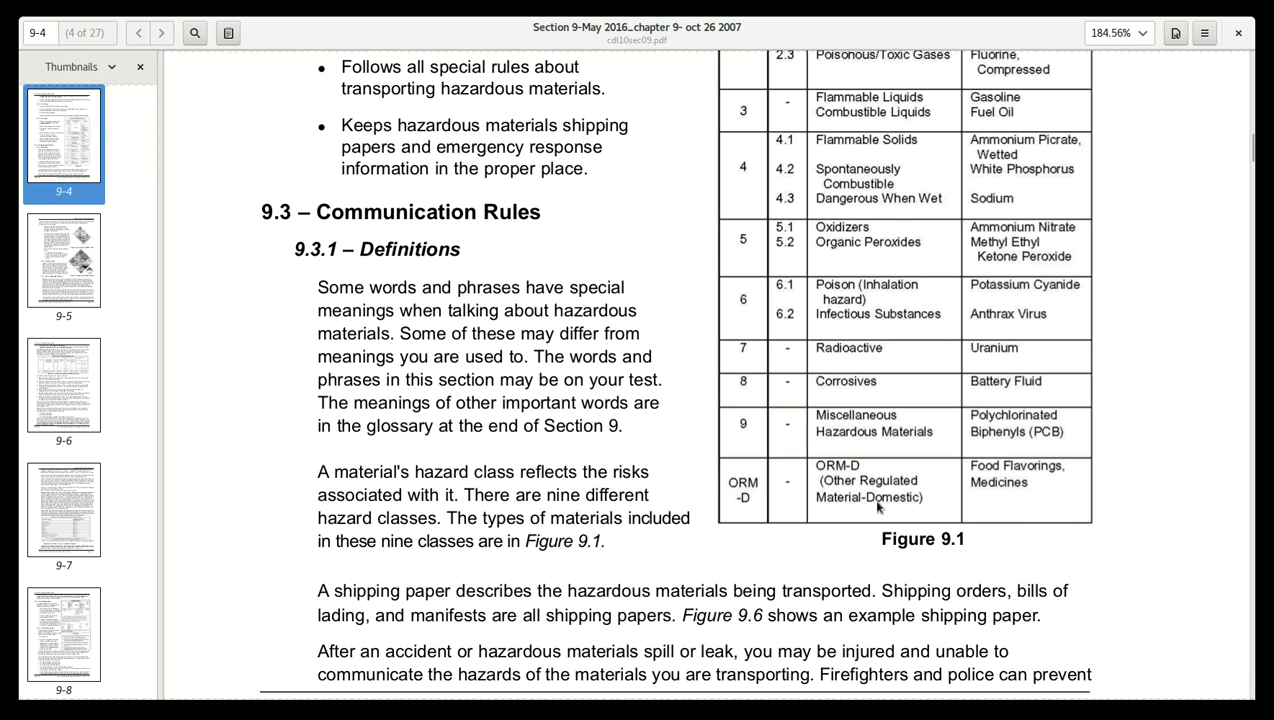 9-4 (4 of 27)
Section 9-May 2016_chapter 9- oct 26 2007
cdl10sec09.pdf
184.56%
Thumbnails
9-4
9-5
9-6
9-7
9-8
• Follows all special rules about
transporting hazardous materials.
• Keeps hazardous materials shipping
papers and emergency response
information in the proper place.
9.3 – Communication Rules
9.3.1 – Definitions
Some words and phrases have special
meanings when talking about hazardous
materials. Some of these may differ from
meanings you are used to. The words and
phrases in this section may be on your test.
The meanings of other important words are
in the glossary at the end of Section 9.
A material's hazard class reflects the risks
associated with it. There are nine different
hazard classes. The types of materials included
in these nine classes are in Figure 9.1.
2.3 Poisonous/Toxic Gases Fluorine,
Compressed
3 - Flammable Liquids Gasoline
Combustible Liquids Fuel Oil
4.1 Flammable Solids Ammonium Picrate,
Wetted
4 4.2 Spontaneously White Phosphorus
Combustible
4.3 Dangerous When Wet Sodium
5 5.1 Oxidizers Ammonium Nitrate
5.2 Organic Peroxides Methyl Ethyl
Ketone Peroxide
6 6.1 Poison (Inhalation Potassium Cyanide
hazard)
6.2 Infectious Substances Anthrax Virus
7 - Radioactive Uranium
8 - Corrosives Battery Fluid
9 - Miscellaneous Polychlorinated
Hazardous Materials Biphenyls (PCB)
ORM - ORM-D Food Flavorings,
-D (Other Regulated Medicines
Material-Domestic)
Figure 9.1
A shipping paper describes the hazardous materials being transported. Shipping orders, bills of
lading, and manifests are all shipping papers. Figure 9.6 shows an example shipping paper.
After an accident or hazardous materials spill or leak, you may be injured and unable to
communicate the hazards of the materials you are transporting. Firefighters and police can prevent